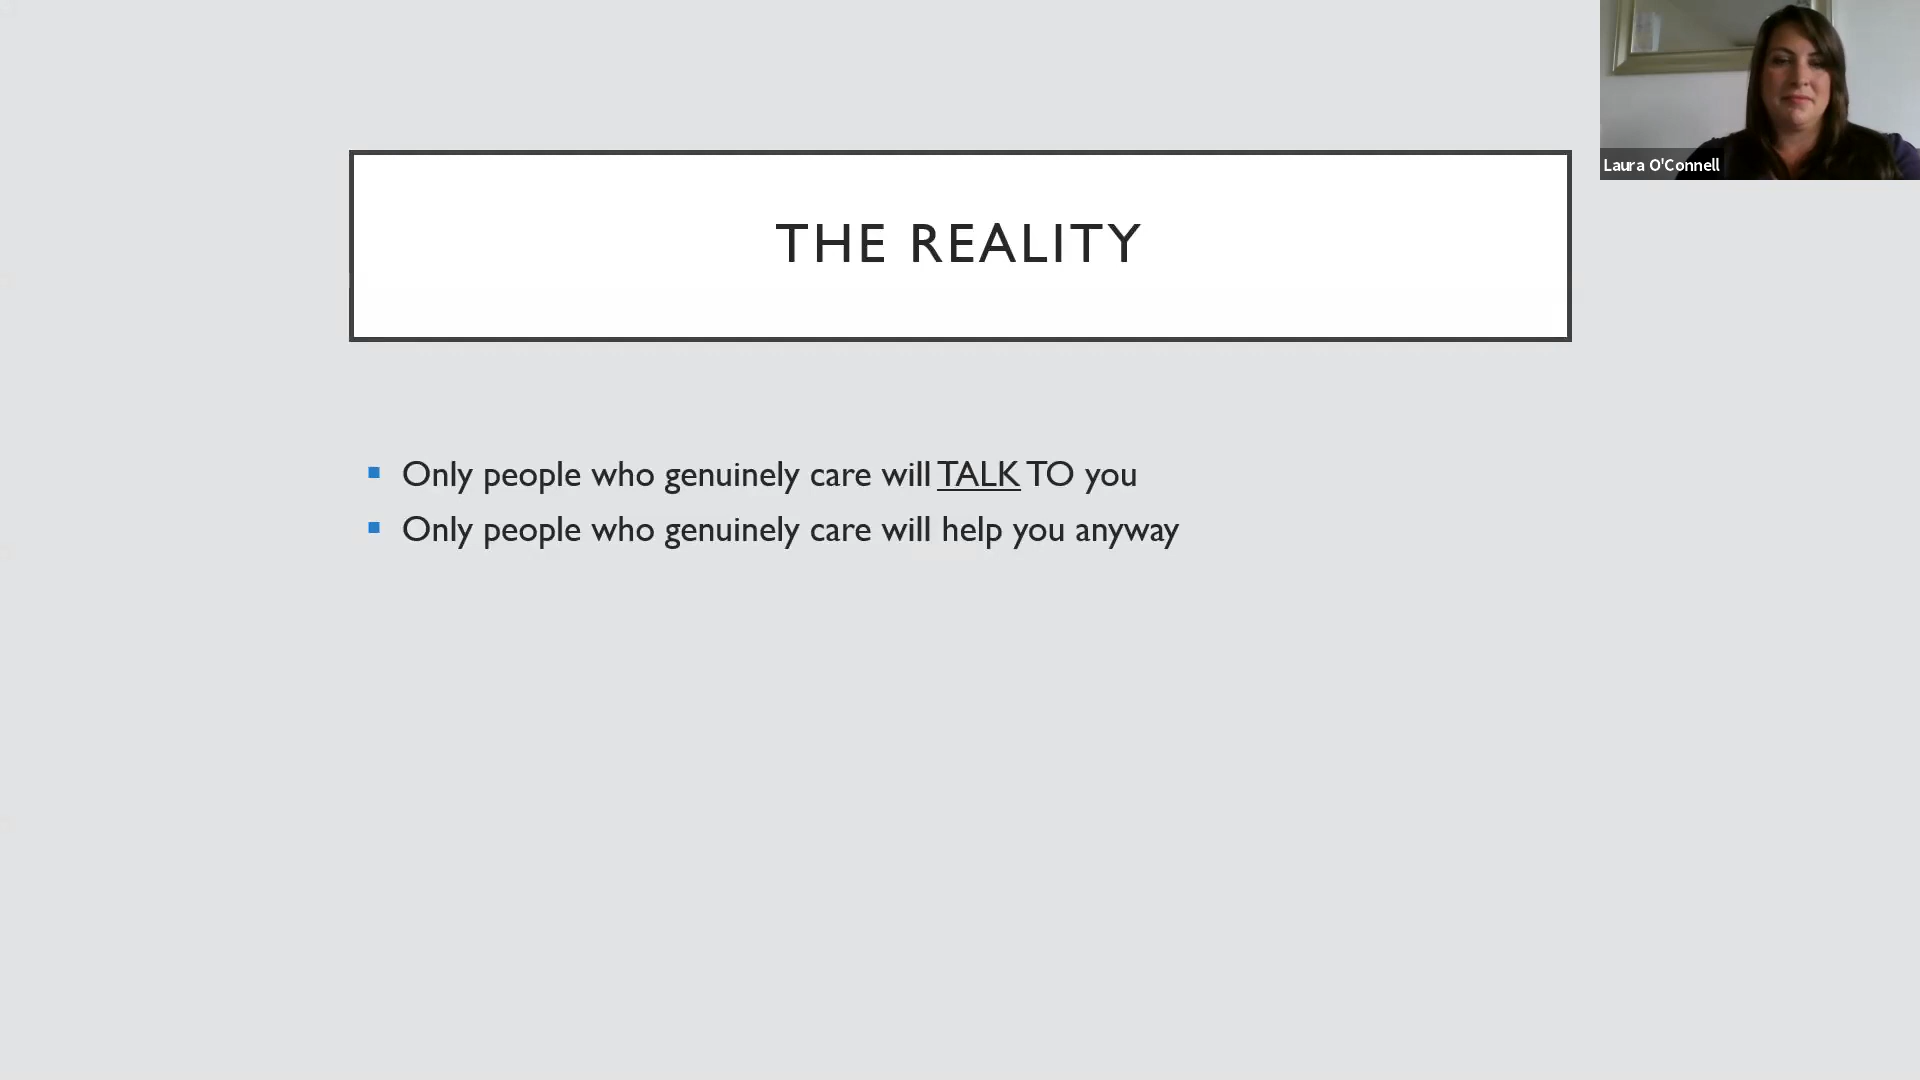 THE REALITY
Only people who genuinely care will TALK TO you
Only people who genuinely care will help you anyway
Laura O'Connell